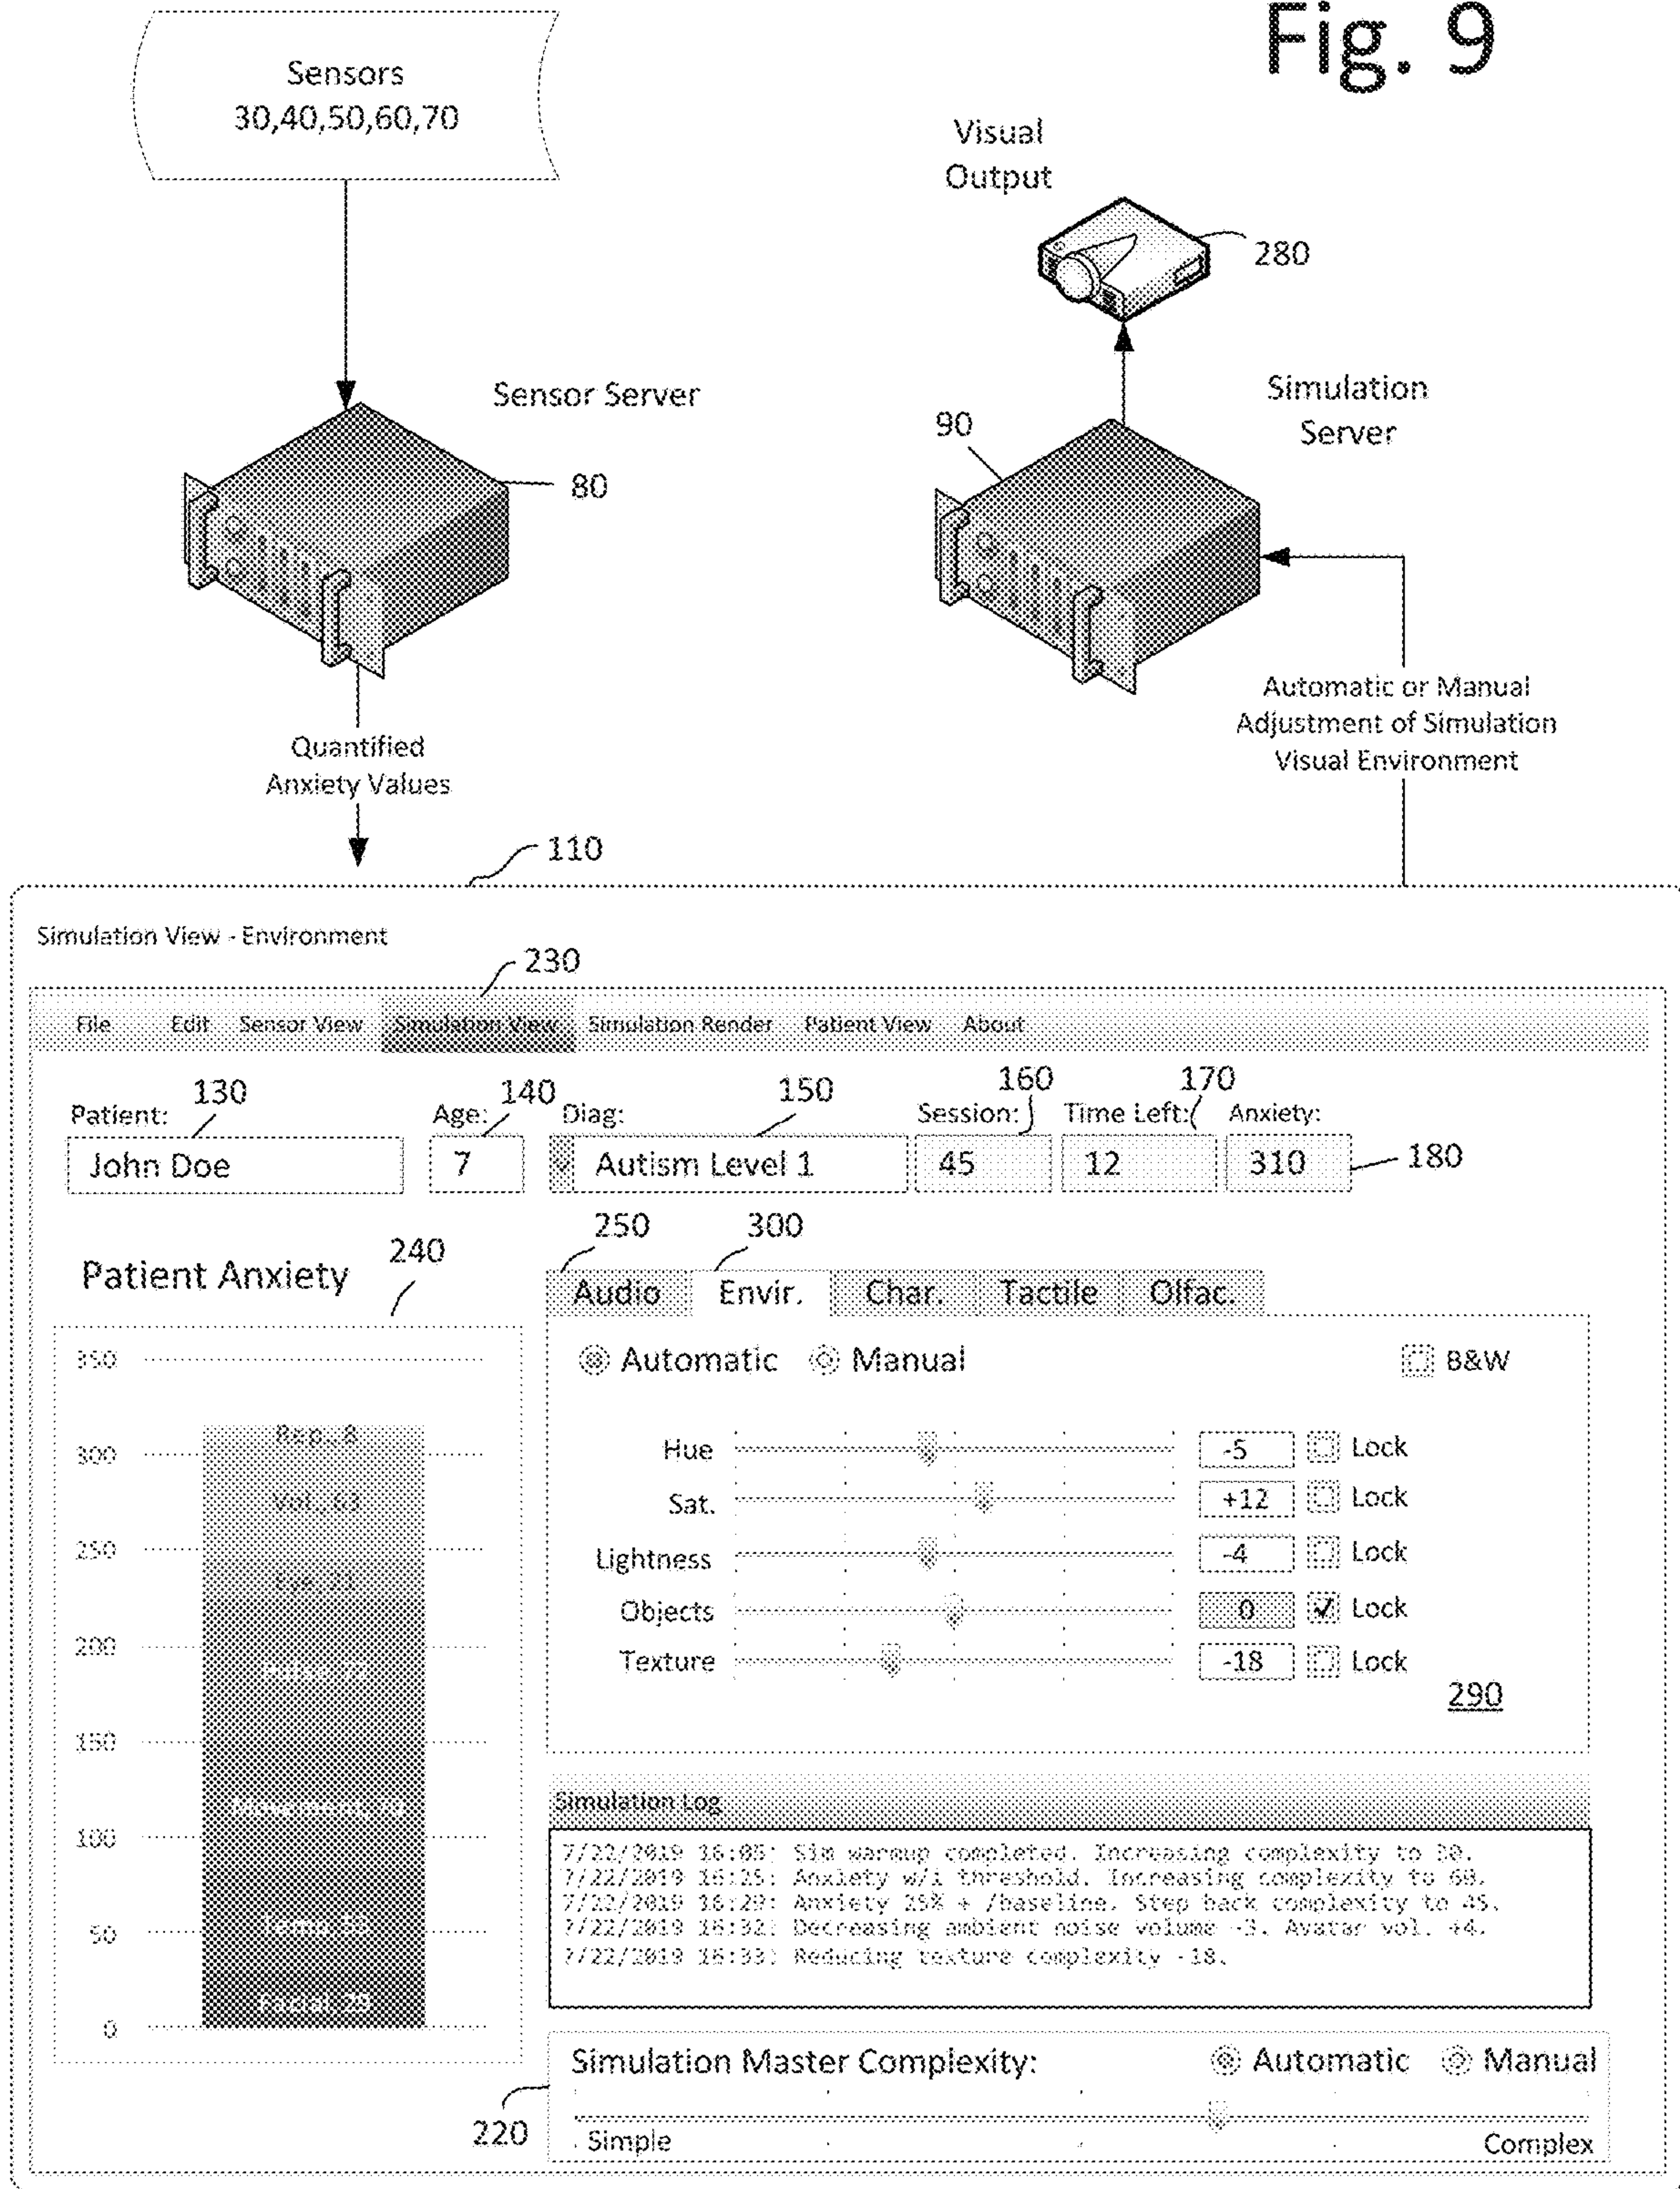 Fig. 9
Sensors
30,40,50,60,70
Visual
Output
280
Sensor Server
80
Simulation
Server
90
Quantified
Anxiety Values
Automatic or Manual
Adjustment of Simulation
Visual Environment
110
Simulation View - Environment
230
File Edit Sensor View Simulation View Simulation Render Patient View About
130 140 150 160 170
Patient: Age: Diag: Session: Time Left: Anxiety:
John Doe 7 Autism Level 1 45 12 310 180
Patient Anxiety 240
350
300
250
200
150
100
50
0
Rep., 8
Vol., 63
Facial, 29
250 300
Audio Envir. Char. Tactile Olfac.
Automatic Manual B&W
Hue -5 Lock
Sat. +12 Lock
Lightness -4 Lock
Objects 0 Lock
Texture -18 Lock
290
Simulation Log
7/22/2019 16:05: Sim warmup completed. Increasing complexity to
7/22/2019 16:25: Anxiety w/i threshold. Increasing complexity to 60.
7/22/2019 16:29: Anxiety 25% + /baseline. Step back complexity to 45.
7/22/2019 16:32: Decreasing ambient noise volume -3. Avatar vol. +4.
7/22/2019 16:33: Reducing texture complexity -18.
Simulation Master Complexity: Automatic Manual
220
Simple Complex